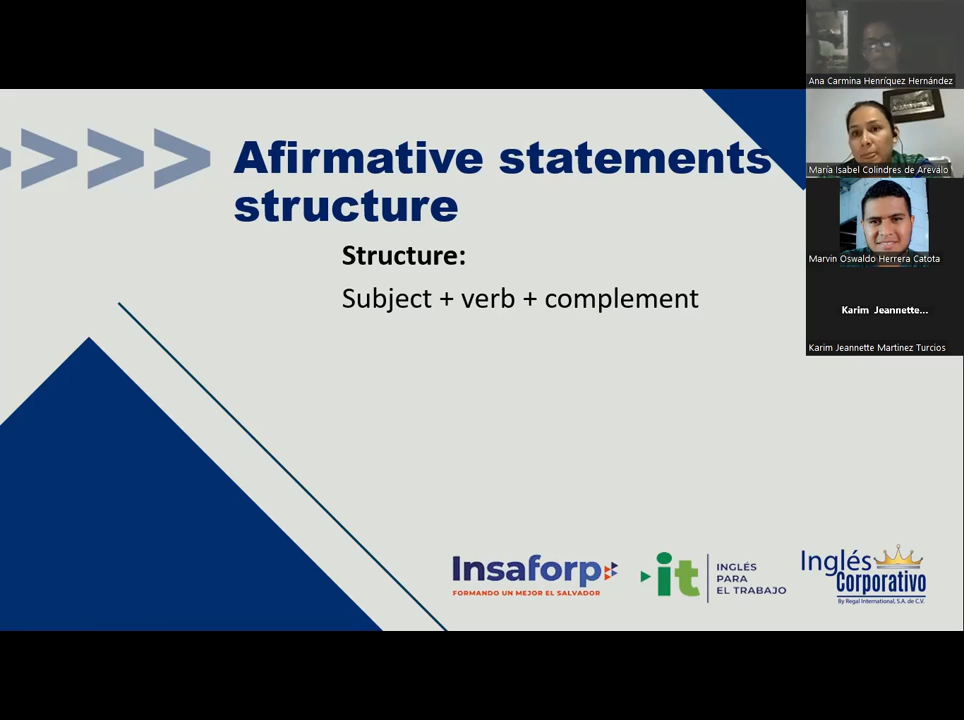 >>>>
Afirmative statements
structure
Structure:
Subject + verb + complement
Insaforp
FORMANDO UN MEJOR EL SALVADOR
it
INGLÉS
PARA
EL TRABAJO
Inglés
Corporativo
By Regal International, S.A. de C.V.
Ana Carmina Henríquez Hernández
María Isabel Colindres de Arevalo
Marvin Oswaldo Herrera Catota
Karim Jeannette...
Karim Jeannette Martinez Turcios